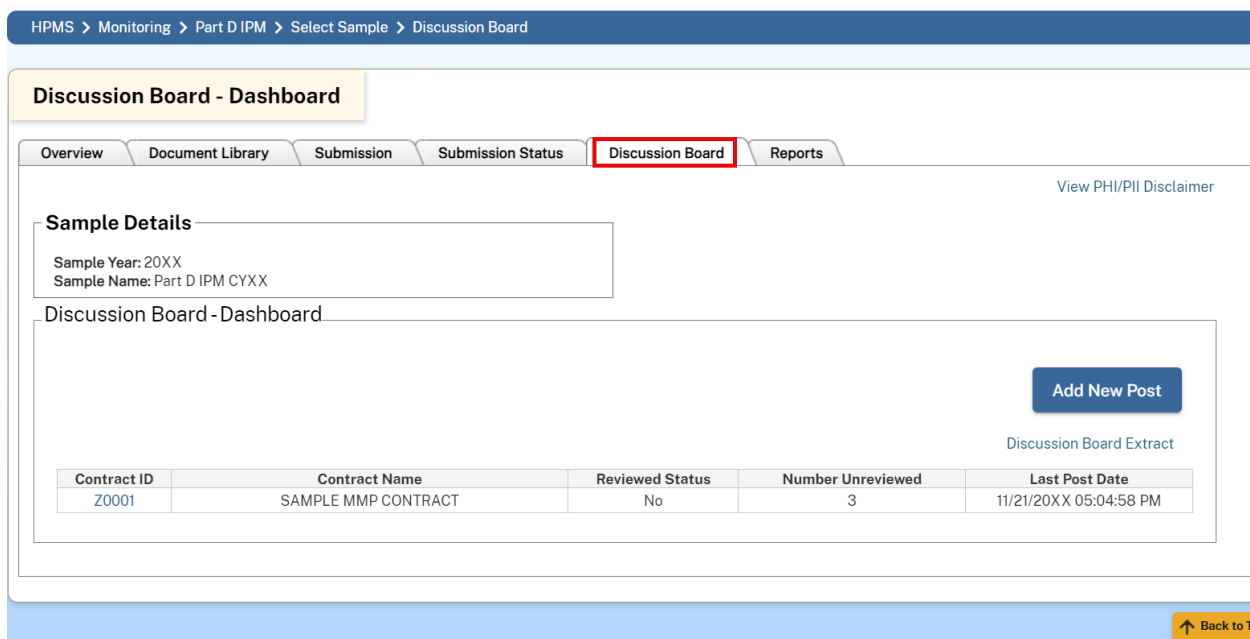 HPMS > Monitoring > Part D IPM > Select Sample > Discussion Board
Discussion Board - Dashboard
Overview Document Library Submission Submission Status Discussion Board Reports
View PHI/PII Disclaimer
Sample Details
Sample Year: 20XX
Sample Name: Part D IPM CYXX
Discussion Board - Dashboard
Add New Post
Discussion Board Extract
Contract ID Contract Name Reviewed Status Number Unreviewed Last Post Date
Z0001 SAMPLE MMP CONTRACT No 3 11/21/20XX 05:04:58 PM
Back to